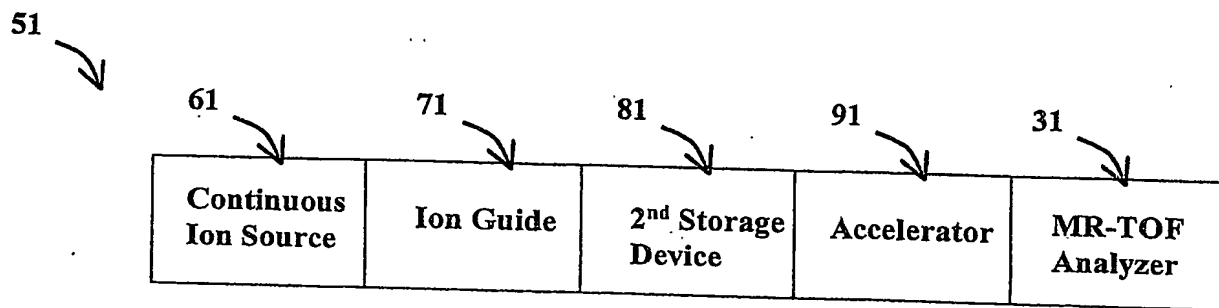 51
61
71
81
91
31
Continuous
Ion Source
Ion Guide
2nd Storage
Device
Accelerator
MR-TOF
Analyzer